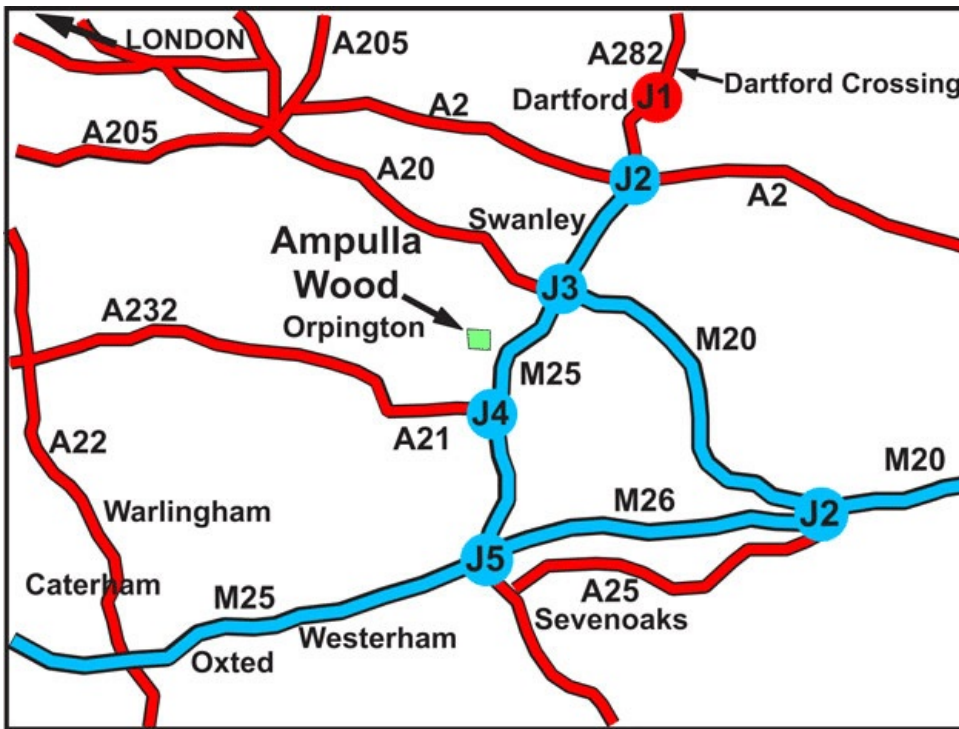 LONDON
A205
A282
Dartford Crossing
Dartford
J1
A2
A205
A20
J2
A2
Swanley
Ampulla
Wood
J3
A232
Orpington
M20
M25
J4
A21
A22
M20
M26
Warlingham
J2
J5
Caterham
M25
A25
Sevenoaks
Westerham
Oxted